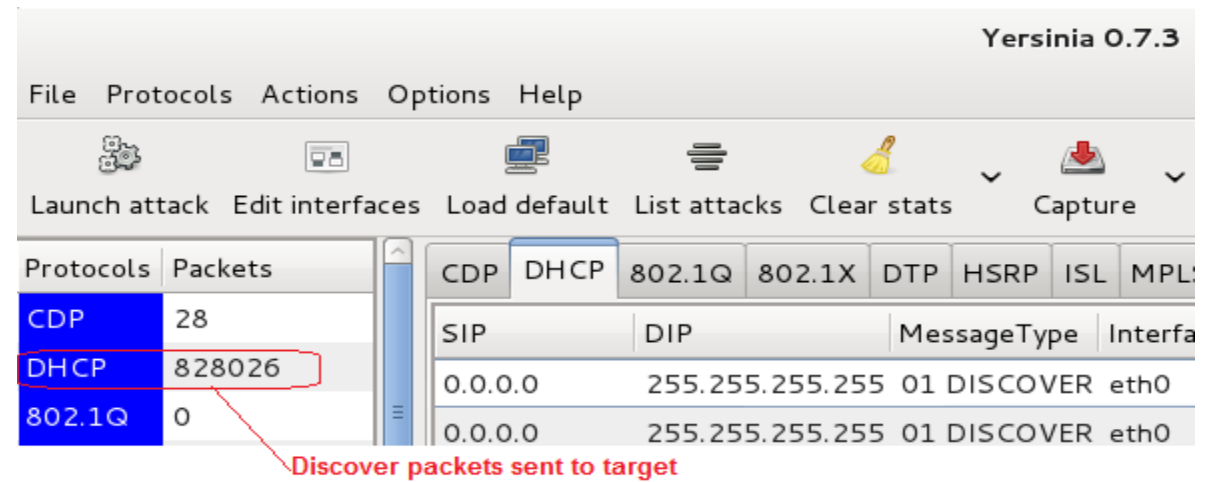 Yersinia 0.7.3
File Protocols Actions Options Help
Launch attack Edit interfaces Load default List attacks Clear stats Capture
Protocols Packets
CDP DHCP 802.1Q 802.1X DTP HSRP ISL MPLS
CDP 28
SIP DIP MessageType Interfa
DHCP 828026
0.0.0.0 255.255.255.255 01 DISCOVER eth0
802.1Q 0
0.0.0.0 255.255.255.255 01 DISCOVER eth0
Discover packets sent to target